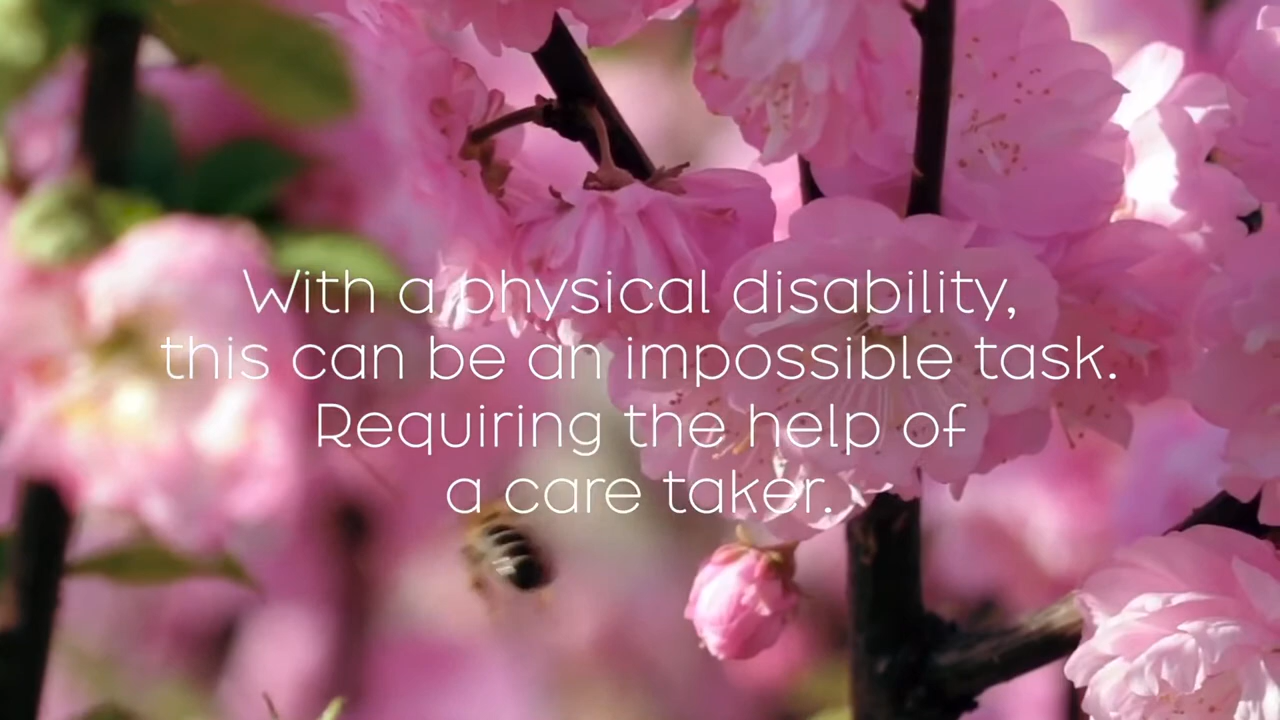 With a physical disability,
this can be an impossible task.
Requiring the help of
a care taker.